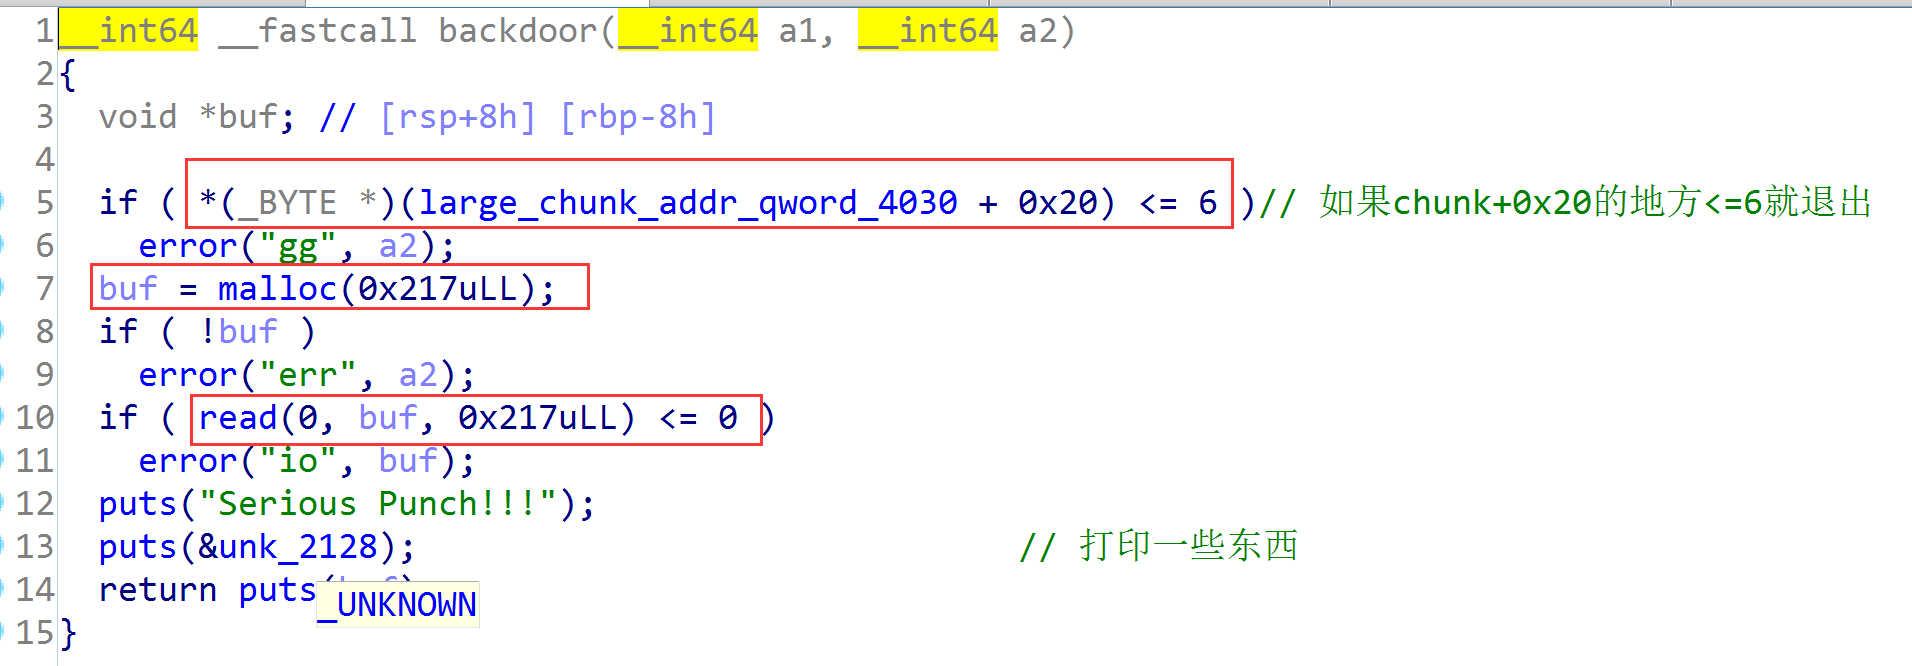 1 __int64 __fastcall backdoor(__int64 a1, __int64 a2)
2 {
3 void *buf; // [rsp+8h] [rbp-8h]
4
5 if ( *(_BYTE *)(large_chunk_addr_qword_4030 + 0x20) <= 6 )// 如果chunk+0x20的地方<=6就退出
6 error("gg", a2);
7 buf = malloc(0x217uLL);
8 if ( !buf )
9 error("err", a2);
10 if ( read(0, buf, 0x217uLL) <= 0 )
11 error("io", buf);
12 puts("Serious Punch!!!");
13 puts(&unk_2128); // 打印一些东西
14 return puts
_UNKNOWN
15 }